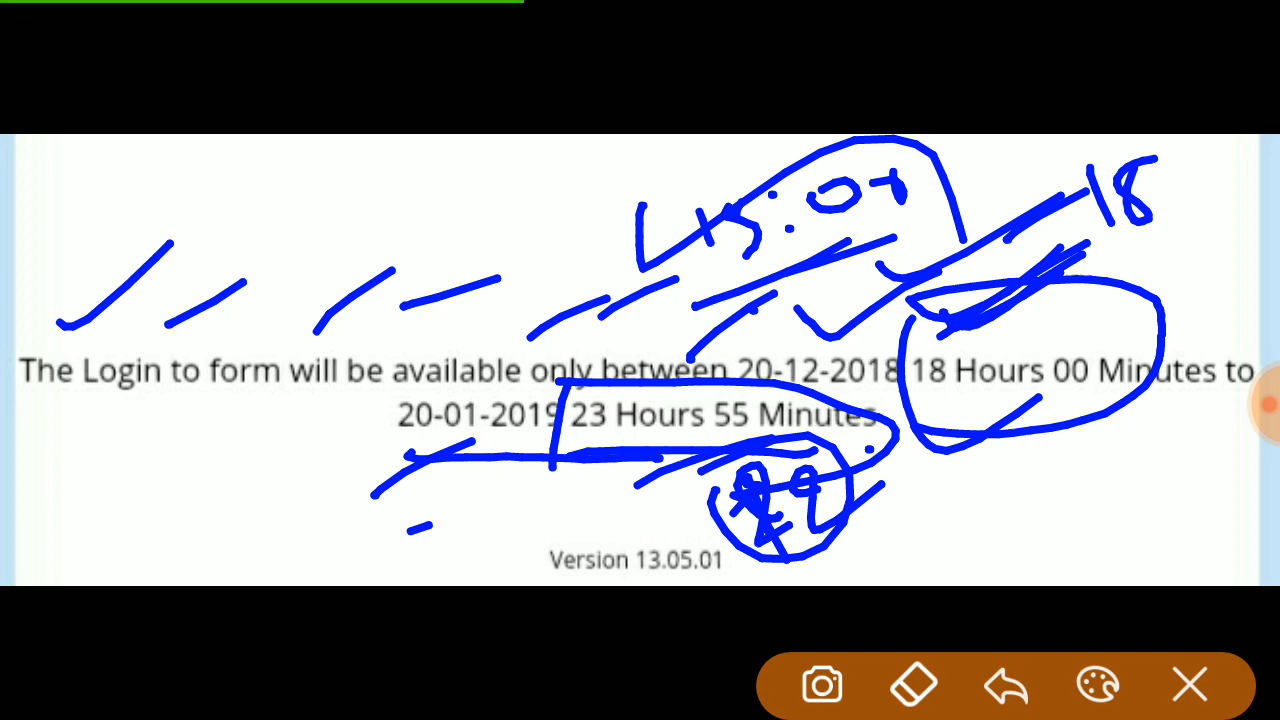 18
The Login to form will be available only between 20-12-2018 18 Hours 00 Minutes to
20-01-2019 23 Hours 55 Minutes
Version 13.05.01